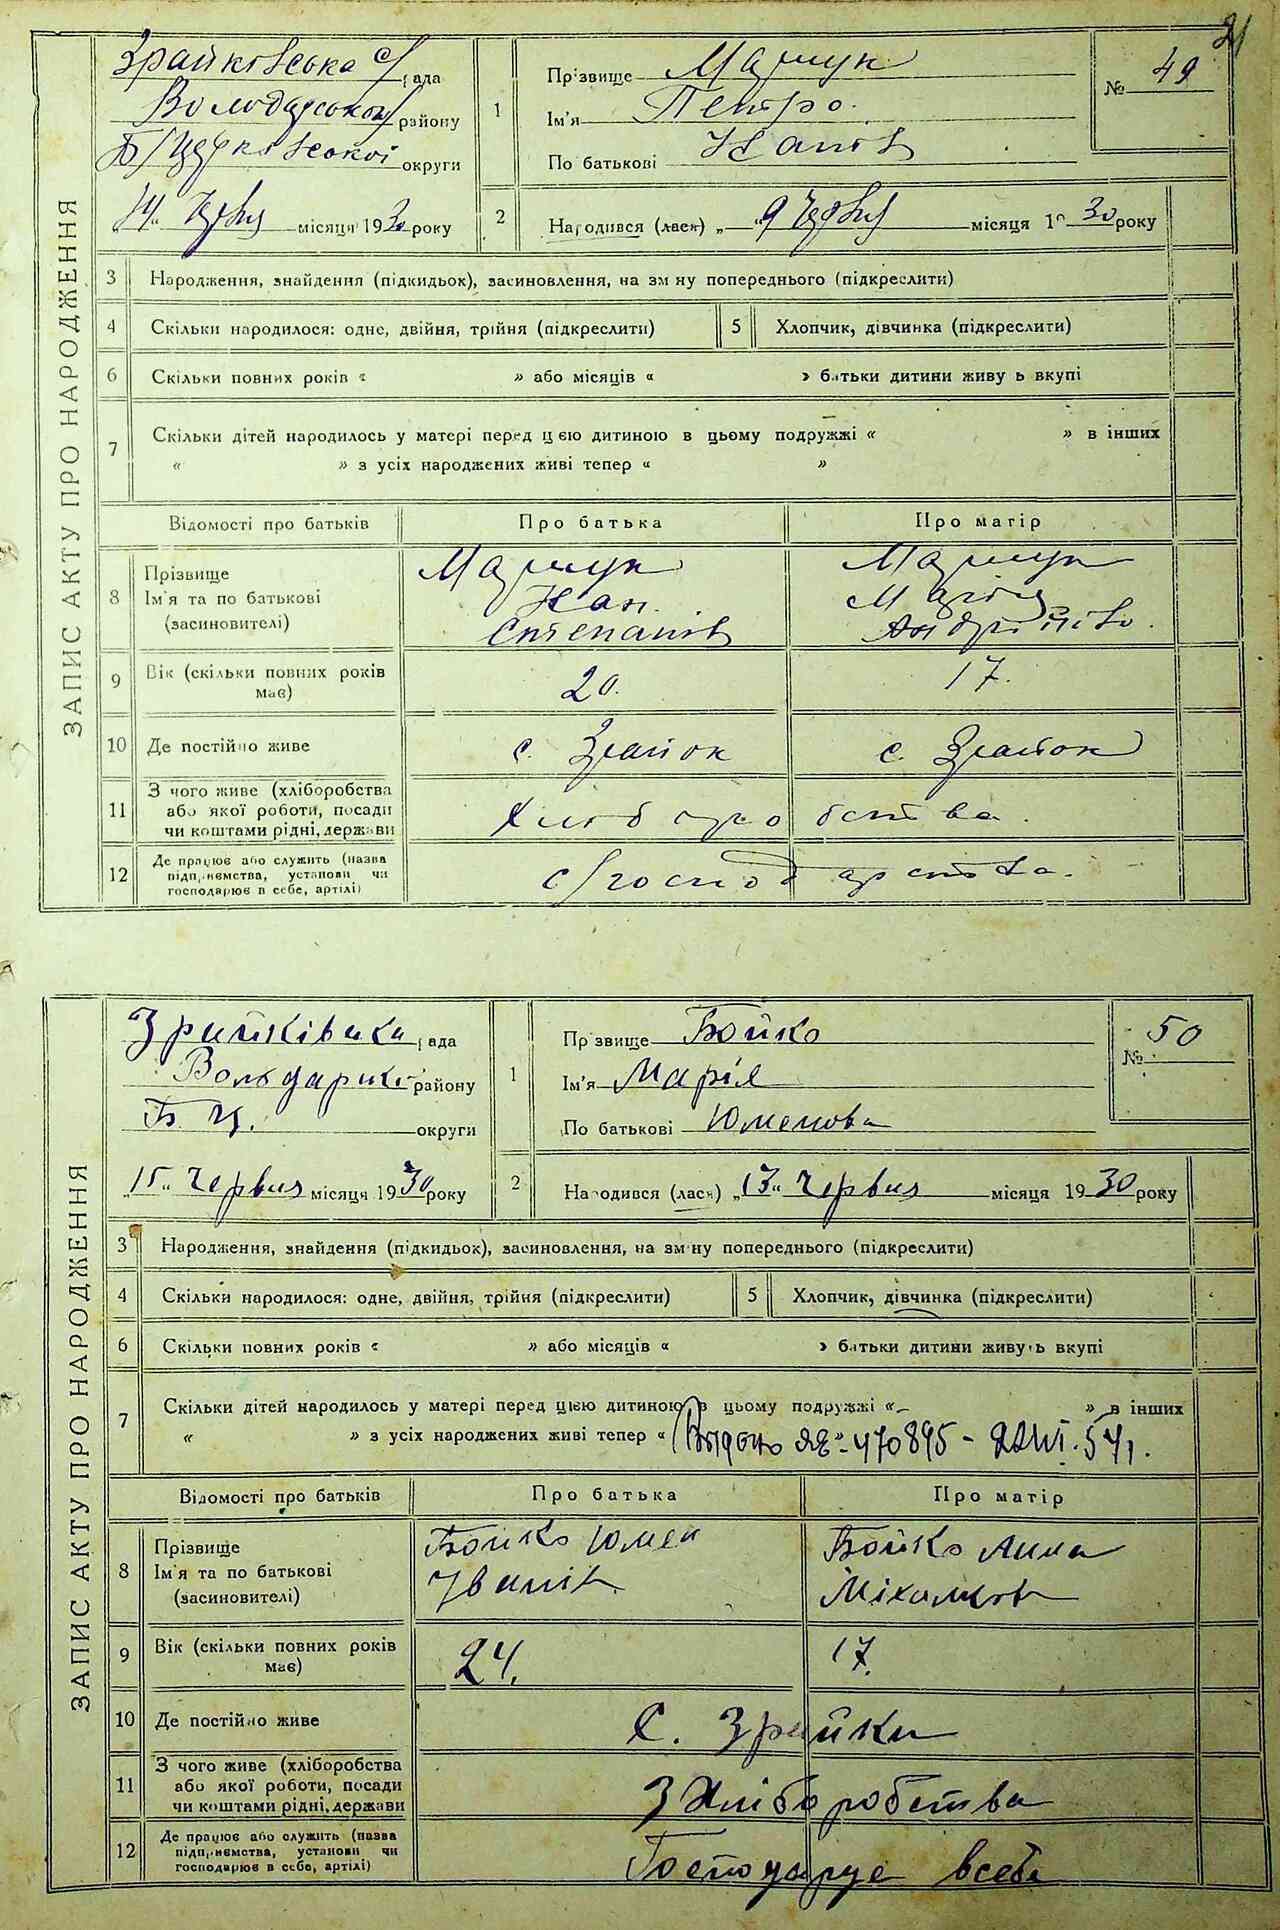 21
ЗАПИС АКТУ ПРО НАРОДЖЕННЯ
Зрайківська с/рада
Володарського району
Б/Церківської округи
„14„ червня місяця 1930 року
1 Прізвище Марчук
Ім'я Петро.
По батькові Іванів
№ 49
2 Народився (лася) „ „9 червня місяця 19 30 року
3 Народження, знайдення (підкидьок), засиновлення, на зміну попереднього (підкреслити)
4 Скільки народилося: одне, двійня, трійня (підкреслити)
5 Хлопчик, дівчинка (підкреслити)
6 Скільки повних років « » або місяців « » батьки дитини живуть вкупі
7 Скільки дітей народилось у матері перед цією дитиною в цьому подружжі « » в інших
« » з усіх народжених живі тепер « »
Відомості про батьків Про батька Про матір
8 Прізвище
Ім'я та по батькові
(засиновителі)
Марчук
Іван.
Степанів
Марчук
Марія
Андріївна.
9 Вік (скільки повних років має) 20. 17.
10 Де постійно живе с. Зрайки с. Зрайки
11 З чого живе (хліборобства
або якої роботи, посади
чи коштами рідні, держави
Хліборобства.
12 Де працює або служить (назва
підприємства, установи чи
господарює в себе, артілі)
с/господарства.
ЗАПИС АКТУ ПРО НАРОДЖЕННЯ
Зрайківська рада
району
Б. Ц. округи
„15„ червня місяця 1930 року
1 Прізвище Бойко
Ім'я Марія
По батькові Юменова
№ 50
2 Народився (лася) „13„ червня місяця 1930 року
3 Народження, знайдення (підкидьок), засиновлення, на зміну попереднього (підкреслити)
4 Скільки народилося: одне, двійня, трійня (підкреслити)
5 Хлопчик, дівчинка (підкреслити)
6 Скільки повних років « » або місяців « » батьки дитини живуть вкупі
7 Скільки дітей народилось у матері перед цією дитиною в цьому подружжі «– » в інших
« » з усіх народжених живі тепер «
Відомості про батьків Про батька Про матір
8 Прізвище
Ім'я та по батькові
(засиновителі)
Бойко Юмен
Іванів
Бойко Анна
9 Вік (скільки повних років має) 24. 17.
10 Де постійно живе с. Зрайки
11 З чого живе (хліборобства
або якої роботи, посади
чи коштами рідні, держави
З Хліборобства
12 Де працює або служить (назва
підприємства, установи чи
господарює в себе, артілі)
Господарує всебе